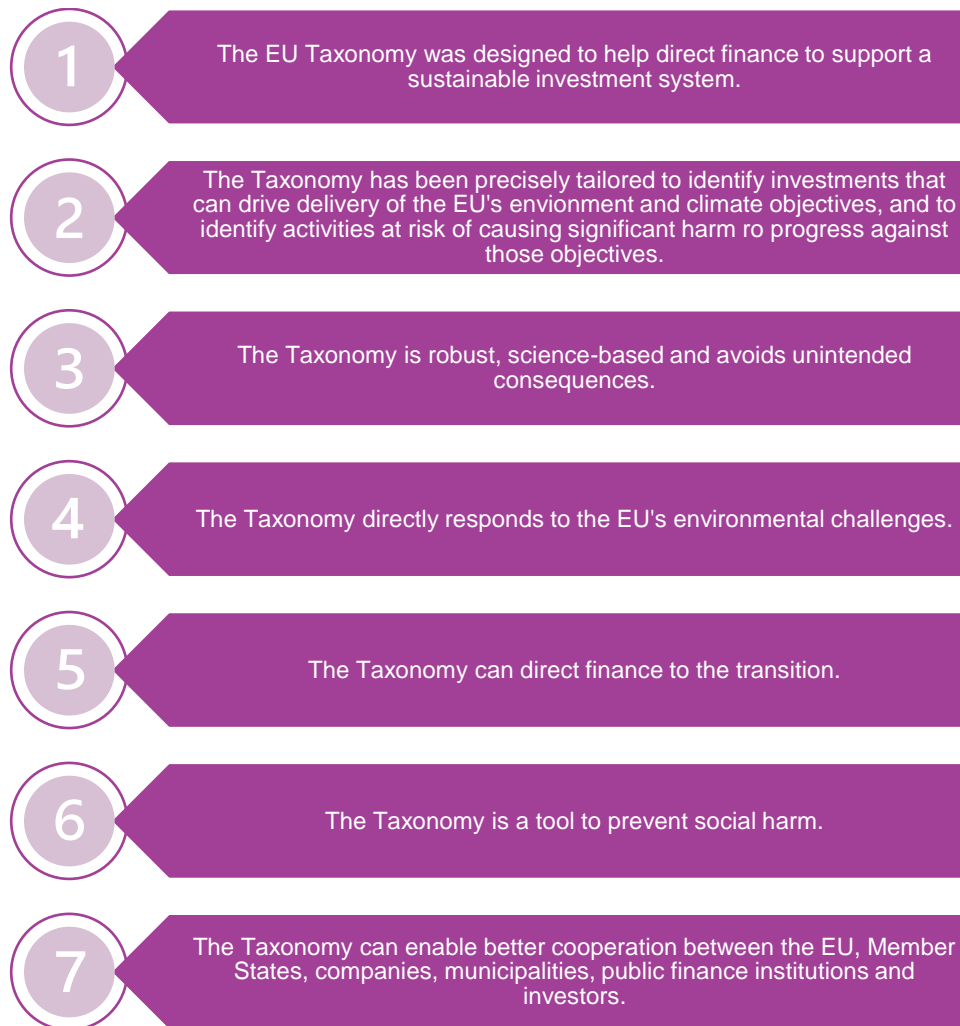 1
The EU Taxonomy was designed to help direct finance to support a
sustainable investment system.
2
The Taxonomy has been precisely tailored to identify investments that
can drive delivery of the EU's envionment and climate objectives, and to
identify activities at risk of causing significant harm ro progress against
those objectives.
3
The Taxonomy is robust, science-based and avoids unintended
consequences.
4
The Taxonomy directly responds to the EU's environmental challenges.
5
The Taxonomy can direct finance to the transition.
6
The Taxonomy is a tool to prevent social harm.
7
The Taxonomy can enable better cooperation between the EU, Member
States, companies, municipalities, public finance institutions and
investors.